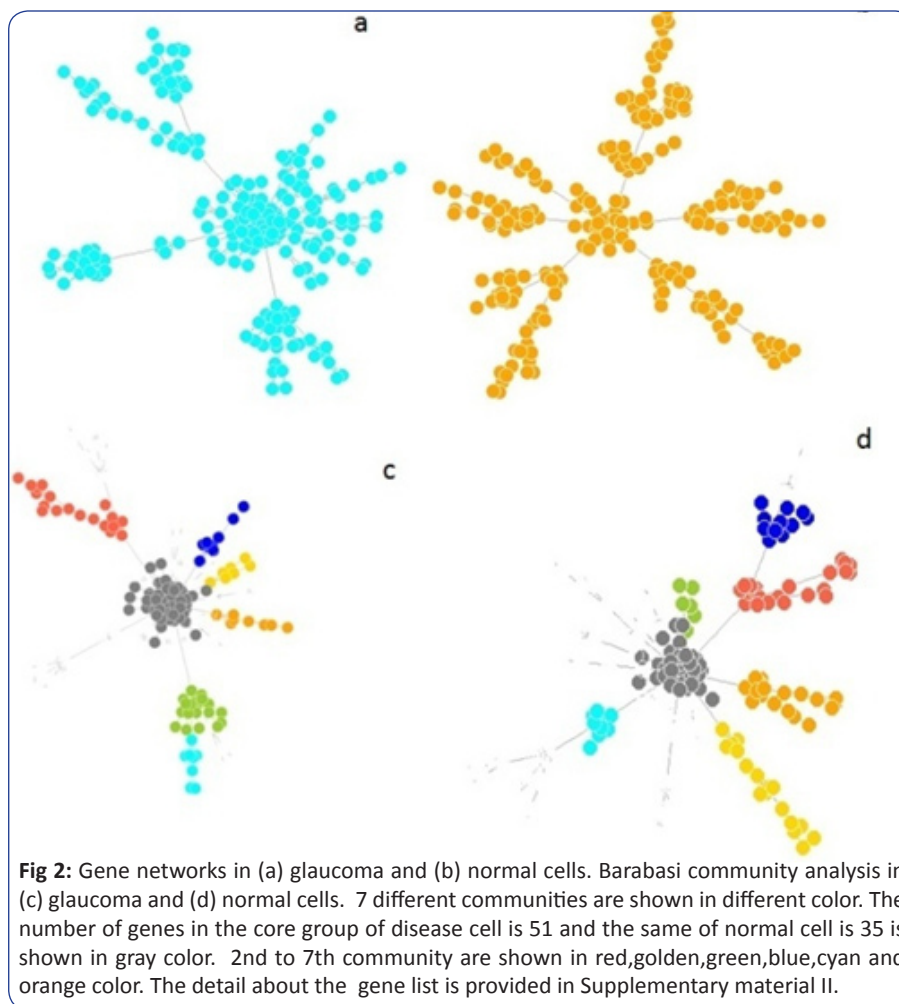 a
c
d
Fig 2: Gene networks in (a) glaucoma and (b) normal cells. Barabasi community analysis in
(c) glaucoma and (d) normal cells. 7 different communities are shown in different color. The
number of genes in the core group of disease cell is 51 and the same of normal cell is 35 is
shown in gray color. 2nd to 7th community are shown in red,golden,green,blue,cyan and
orange color. The detail about the gene list is provided in Supplementary material II.